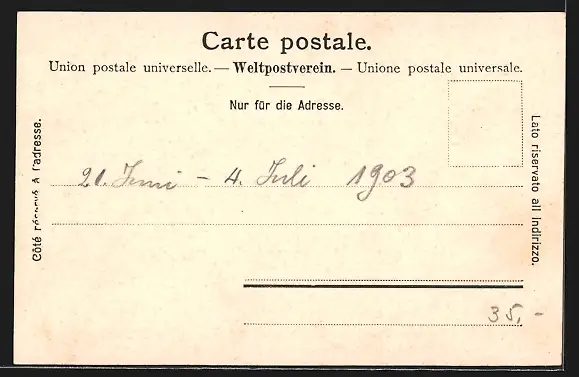 Carte postale.
Union postale universelle. — Weltpostverein. — Unione postale universale.
Nur für die Adresse.
Côté réservé à l'adresse.
Lato riservato all indirizzo.
21. Juni - 4. Juli 1903
35,-